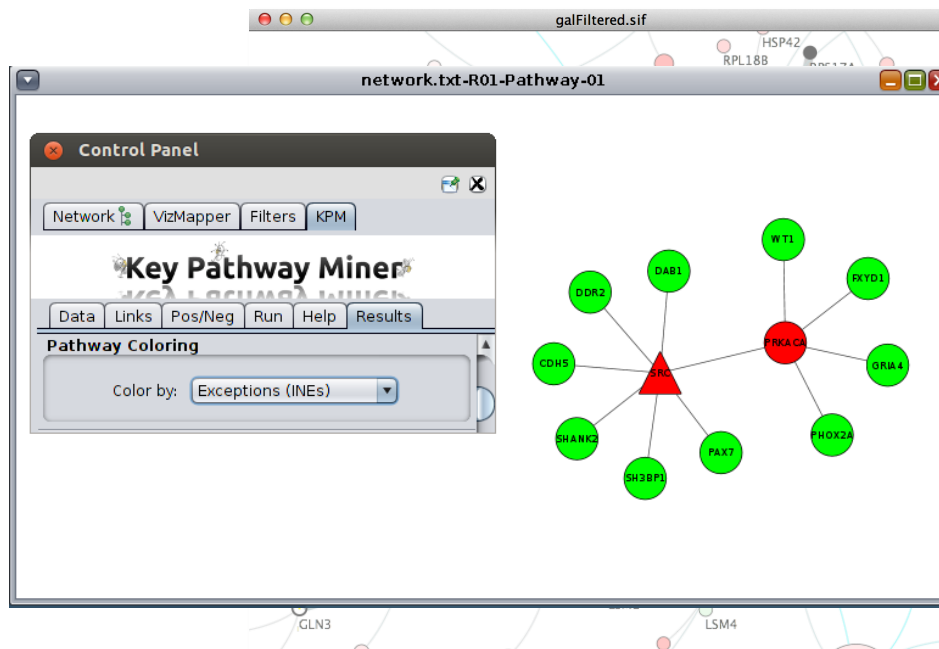 galFiltered.sif
HSP42
RPL18B
RPS17A
network.txt-R01-Pathway-01
Control Panel
Network VizMapper Filters KPM
Key Pathway Miner
Data Links Pos/Neg Run Help Results
Pathway Coloring
Color by: Exceptions (INEs)
WT1
DAB1
FXYD1
DDR2
PRKACA
CDH5
SRC
GRIA4
SHANK2
PHOX2A
PAX7
SH3BP1
GLN3
LSM4